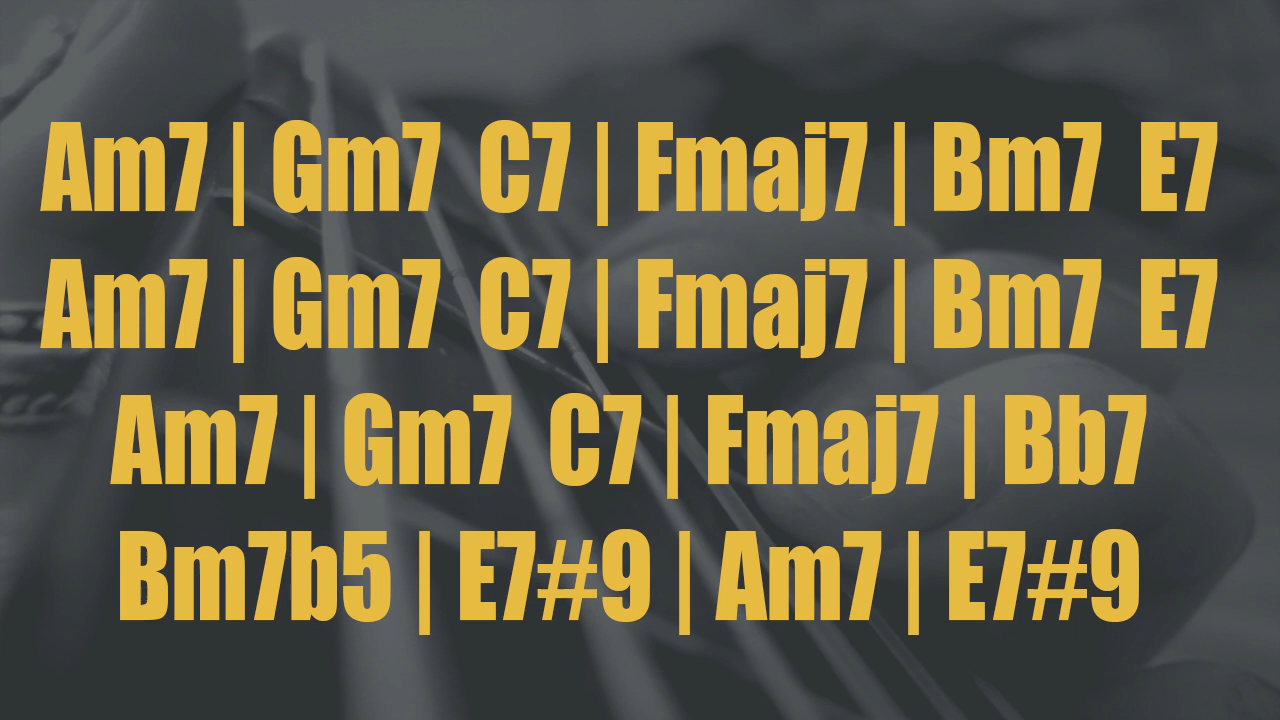 Am7 | Gm7 C7 | Fmaj7 | Bm7 E7
Am7 | Gm7 C7 | Fmaj7 | Bm7 E7
Am7 | Gm7 C7 | Fmaj7 | Bb7
Bm7b5 | E7#9 | Am7 | E7#9